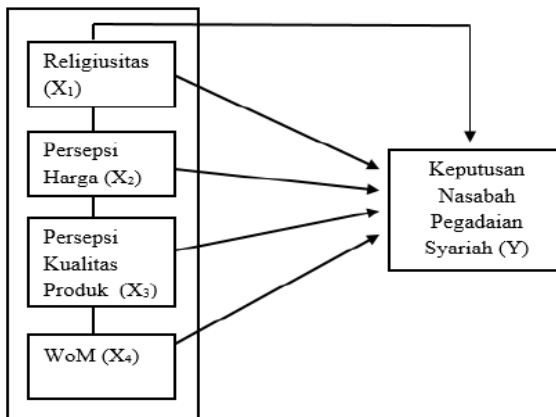 Religiusitas
(X₁)
Persepsi
Harga (X₂)
Persepsi
Kualitas
Produk (X₃)
WoM (X₄)
Keputusan
Nasabah
Pegadaian
Syariah (Y)